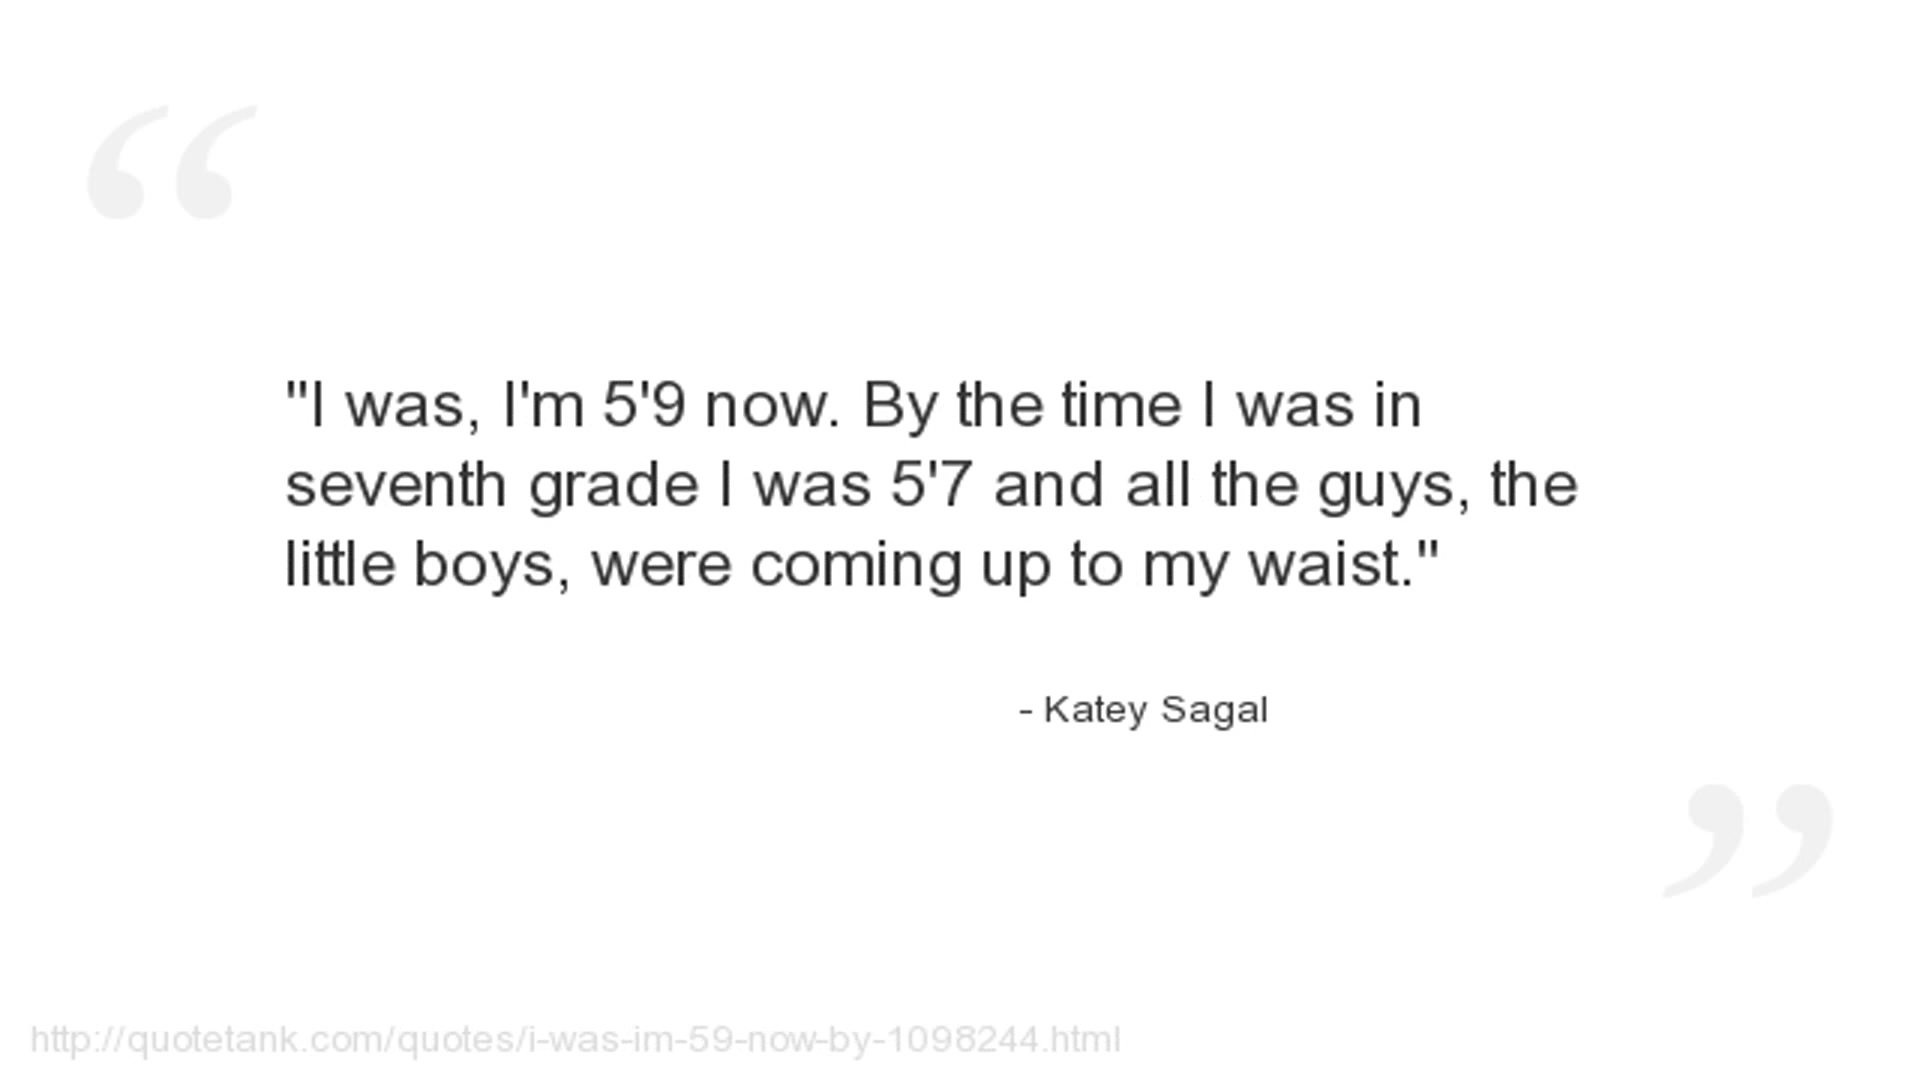 "I was, I'm 5'9 now. By the time I was in
seventh grade I was 5'7 and all the guys, the
little boys, were coming up to my waist."
- Katey Sagal
http://quotetank.com/quotes/i-was-im-59-now-by-1098244.html